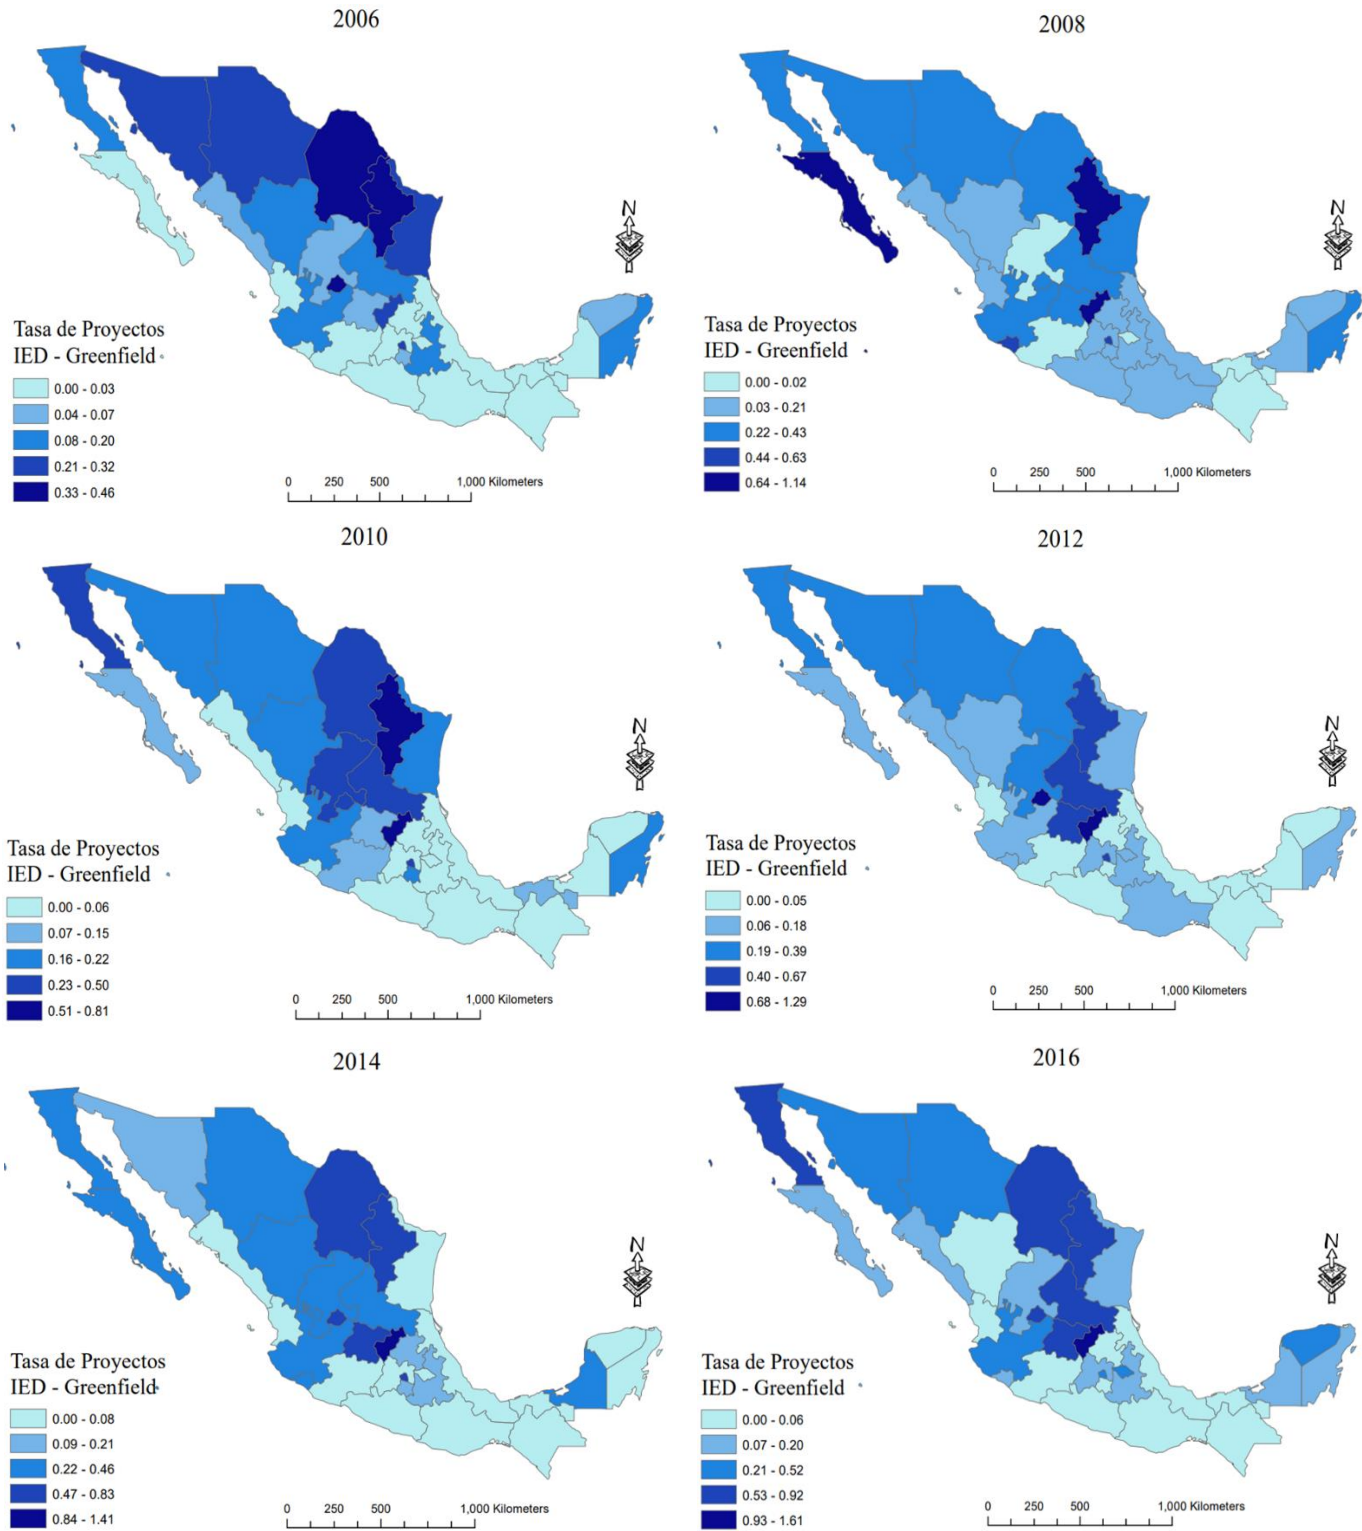 2006
N
Tasa de Proyectos
IED - Greenfield
0.00 - 0.03
0.04 - 0.07
0.08 - 0.20
0.21 - 0.32
0.33 - 0.46
0 250 500 1,000 Kilometers
2008
N
Tasa de Proyectos
IED - Greenfield
0.00 - 0.02
0.03 - 0.21
0.22 - 0.43
0.44 - 0.63
0.64 - 1.14
0 250 500 1,000 Kilometers
2010
N
Tasa de Proyectos
IED - Greenfield
0.00 - 0.06
0.07 - 0.15
0.16 - 0.22
0.23 - 0.50
0.51 - 0.81
0 250 500 1,000 Kilometers
2012
N
Tasa de Proyectos
IED - Greenfield
0.00 - 0.05
0.06 - 0.18
0.19 - 0.39
0.40 - 0.67
0.68 - 1.29
0 250 500 1,000 Kilometers
2014
N
Tasa de Proyectos
IED - Greenfield
0.00 - 0.08
0.09 - 0.21
0.22 - 0.46
0.47 - 0.83
0.84 - 1.41
0 250 500 1,000 Kilometers
2016
N
Tasa de Proyectos
IED - Greenfield
0.00 - 0.06
0.07 - 0.20
0.21 - 0.52
0.53 - 0.92
0.93 - 1.61
0 250 500 1,000 Kilometers